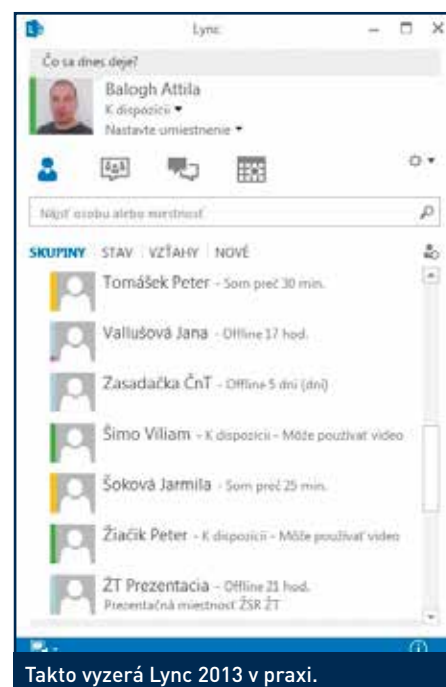 Lync
Čo sa dnes deje?
Balogh Attila
K dispozícii
Nastavte umiestnenie
Nájsť osobu alebo miestnosť
SKUPINY STAV VZŤAHY NOVÉ
Tomášek Peter - Som preč 30 min.
Vallušová Jana - Offline 17 hod.
Zasadačka ČnT - Offline 5 dni (dní)
Šimo Viliam - K dispozícii - Môže používať video
Šoková Jarmila - Som preč 25 min.
Žiačik Peter - K dispozícii - Môže používať video
ŽT Prezentacia - Offline 21 hod.
Prezentačná miestnosť ŽSR ŽT
Takto vyzerá Lync 2013 v praxi.